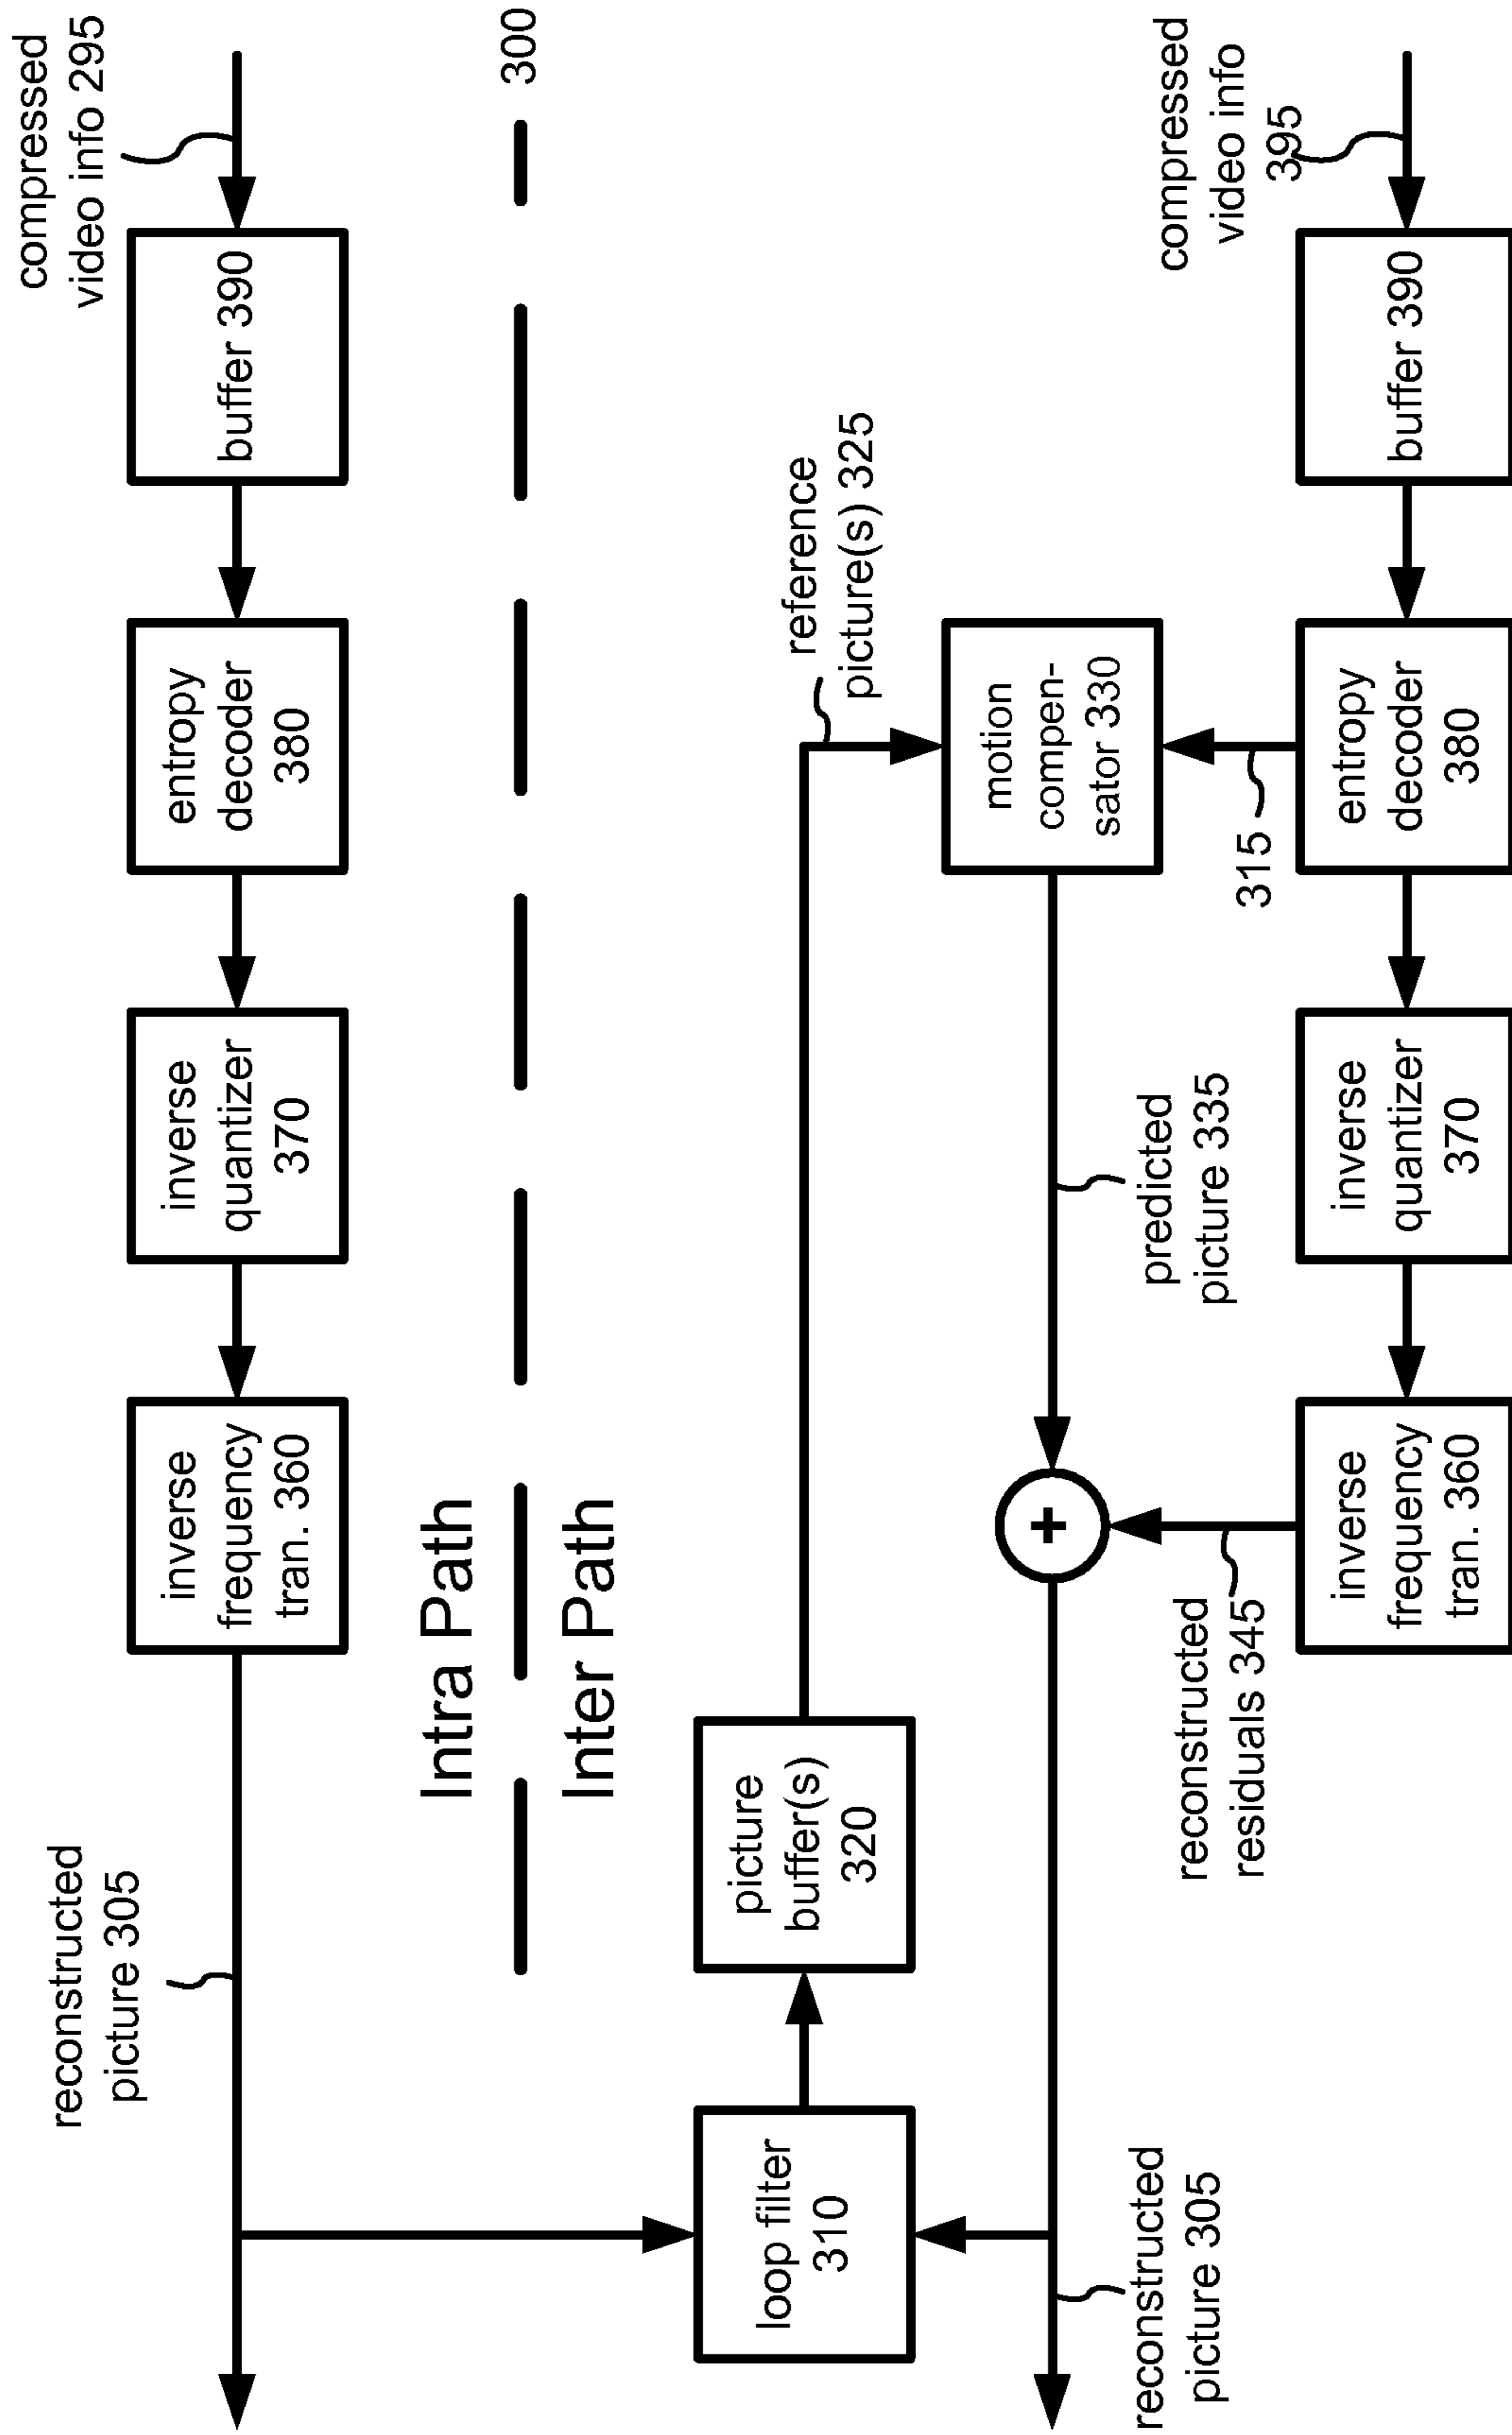 compressed
video info 295
buffer 390
entropy
decoder
380
inverse
quantizer
370
inverse
frequency
tran. 360
reconstructed
picture 305
Intra Path
300
Inter Path
reference
picture(s) 325
picture
buffer(s)
320
loop filter
310
motion
compen-
sator 330
predicted
picture 335
+
reconstructed
picture 305
315
reconstructed
residuals 345
compressed
video info
395
buffer 390
entropy
decoder
380
inverse
quantizer
370
inverse
frequency
tran. 360